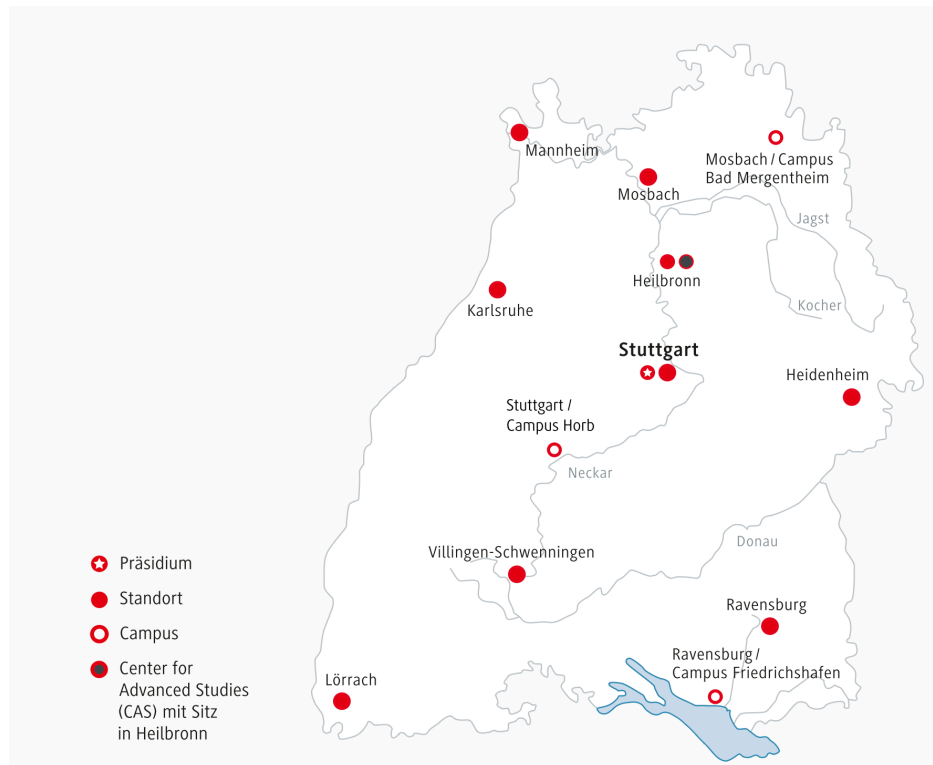 Mannheim
Mosbach / Campus
Bad Mergentheim
Mosbach
Jagst
Heilbronn
Kocher
Karlsruhe
Stuttgart
Heidenheim
Stuttgart /
Campus Horb
Neckar
Donau
Villingen-Schwenningen
Ravensburg
Ravensburg /
Campus Friedrichshafen
Lörrach
Präsidium
Standort
Campus
Center for
Advanced Studies
(CAS) mit Sitz
in Heilbronn